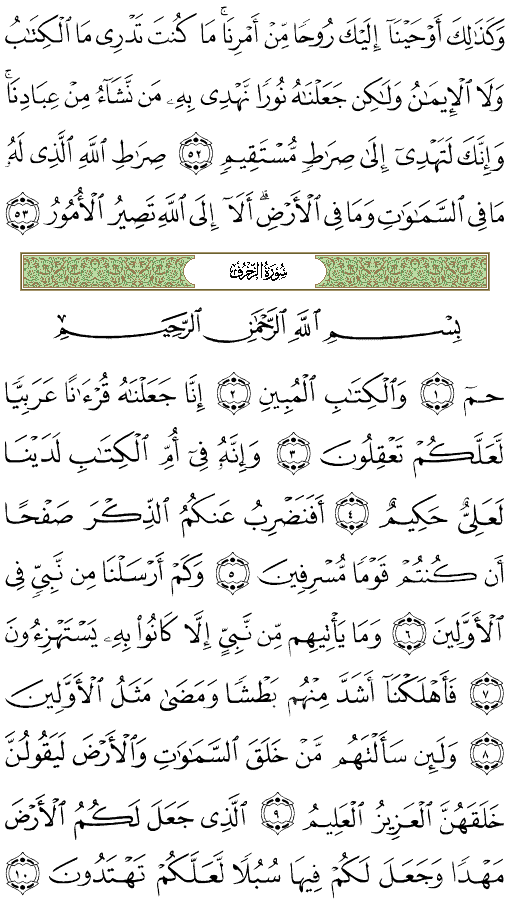 وَكَذَٰلِكَ أَوْحَيْنَآ إِلَيْكَ رُوحًا مِّنْ أَمْرِنَا ۚ مَا كُنتَ تَدْرِى مَا ٱلْكِتَٰبُ
وَلَا ٱلْإِيمَٰنُ وَلَٰكِن جَعَلْنَٰهُ نُورًا نَّهْدِى بِهِۦ مَن نَّشَآءُ مِنْ عِبَادِنَا ۚ
وَإِنَّكَ لَتَهْدِىٓ إِلَىٰ صِرَٰطٍ مُّسْتَقِيمٍ ٥٢ صِرَٰطِ ٱللَّهِ ٱلَّذِى لَهُۥ
مَا فِى ٱلسَّمَٰوَٰتِ وَمَا فِى ٱلْأَرْضِ ۗ أَلَآ إِلَى ٱللَّهِ تَصِيرُ ٱلْأُمُورُ ٥٣
سُورَةُ الزُّخْرُفِ
بِسْمِ ٱللَّهِ ٱلرَّحْمَٰنِ ٱلرَّحِيمِ
حمٓ ١ وَٱلْكِتَٰبِ ٱلْمُبِينِ ٢ إِنَّا جَعَلْنَٰهُ قُرْءَٰنًا عَرَبِيًّا
لَّعَلَّكُمْ تَعْقِلُونَ ٣ وَإِنَّهُۥ فِىٓ أُمِّ ٱلْكِتَٰبِ لَدَيْنَا
لَعَلِىٌّ حَكِيمٌ ٤ أَفَنَضْرِبُ عَنكُمُ ٱلذِّكْرَ صَفْحًا
أَن كُنتُمْ قَوْمًا مُّسْرِفِينَ ٥ وَكَمْ أَرْسَلْنَا مِن نَّبِىٍّ فِى
ٱلْأَوَّلِينَ ٦ وَمَا يَأْتِيهِم مِّن نَّبِىٍّ إِلَّا كَانُوا۟ بِهِۦ يَسْتَهْزِءُونَ
٧ فَأَهْلَكْنَآ أَشَدَّ مِنْهُم بَطْشًا وَمَضَىٰ مَثَلُ ٱلْأَوَّلِينَ
٨ وَلَئِن سَأَلْتَهُم مَّنْ خَلَقَ ٱلسَّمَٰوَٰتِ وَٱلْأَرْضَ لَيَقُولُنَّ
خَلَقَهُنَّ ٱلْعَزِيزُ ٱلْعَلِيمُ ٩ ٱلَّذِى جَعَلَ لَكُمُ ٱلْأَرْضَ
مَهْدًا وَجَعَلَ لَكُمْ فِيهَا سُبُلًا لَّعَلَّكُمْ تَهْتَدُونَ ١٠